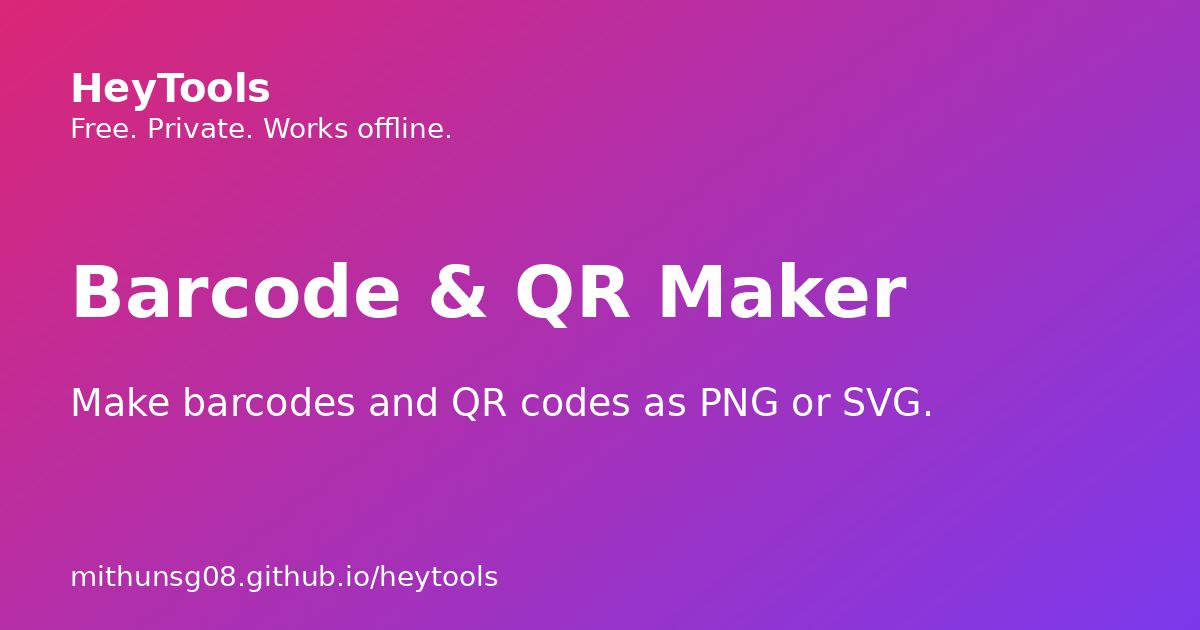 HeyTools
Free. Private. Works offline.
Barcode & QR Maker
Make barcodes and QR codes as PNG or SVG.
mithunsg08.github.io/heytools